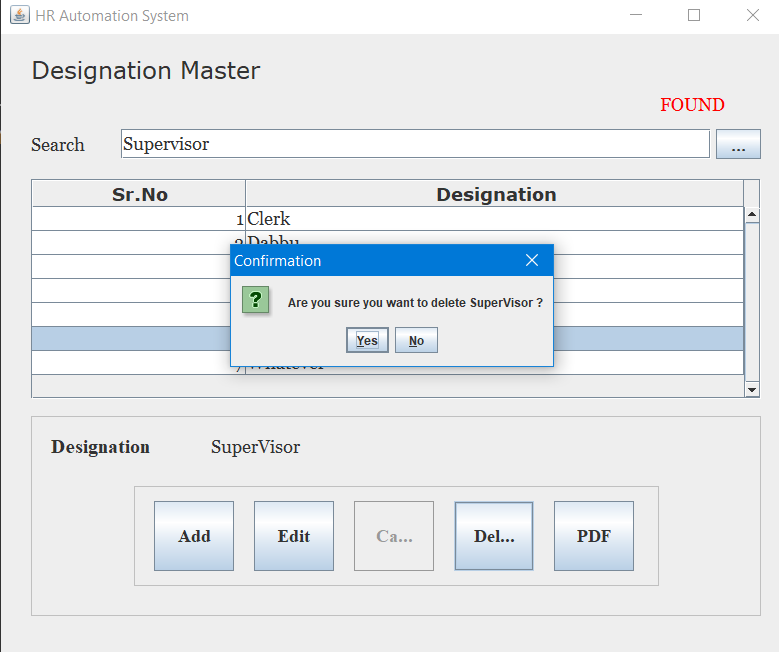 HR Automation System
Designation Master
FOUND
Search Supervisor ...
Sr.No Designation
1 Clerk
Dabbu
Confirmation
? Are you sure you want to delete SuperVisor ?
Yes No
7 Whatever
Designation SuperVisor
Add Edit Ca... Del... PDF